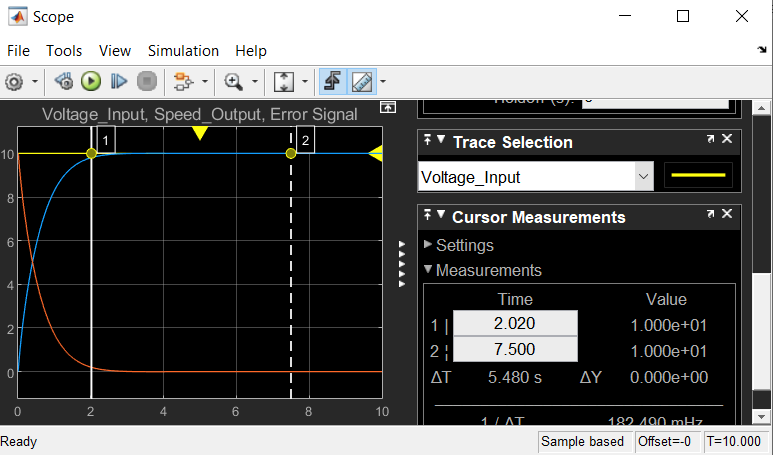 Scope
File Tools View Simulation Help
Voltage_Input, Speed_Output, Error Signal
1
2
10
8
6
4
2
0
0 2 4 6 8 10
Holdoff (s):
Trace Selection
Voltage_Input
Cursor Measurements
Settings
Measurements
Time Value
1 | 2.020 1.000e+01
2 ¦ 7.500 1.000e+01
ΔT 5.480 s ΔY 0.000e+00
1 / ΔT 182.490 mHz
Ready Sample based Offset=-0 T=10.000